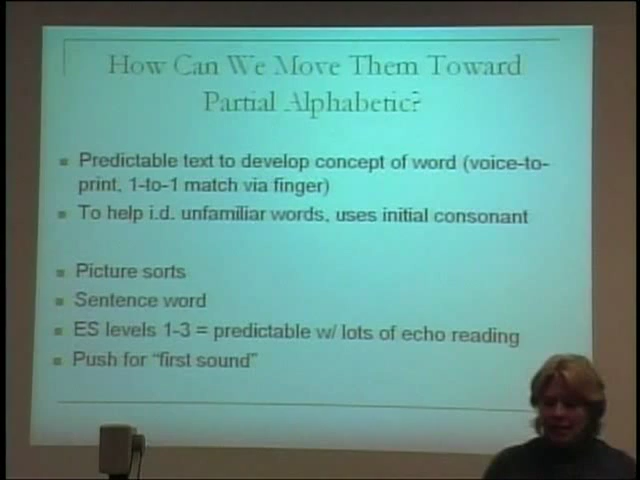 How Can We Move Them Toward
Partial Alphabetic?
Predictable text to develop concept of word (voice-to-
print, 1-to-1 match via finger)
To help i.d. unfamiliar words, uses initial consonant
Picture sorts
Sentence word
ES levels 1-3 = predictable w/ lots of echo reading
Push for "first sound"